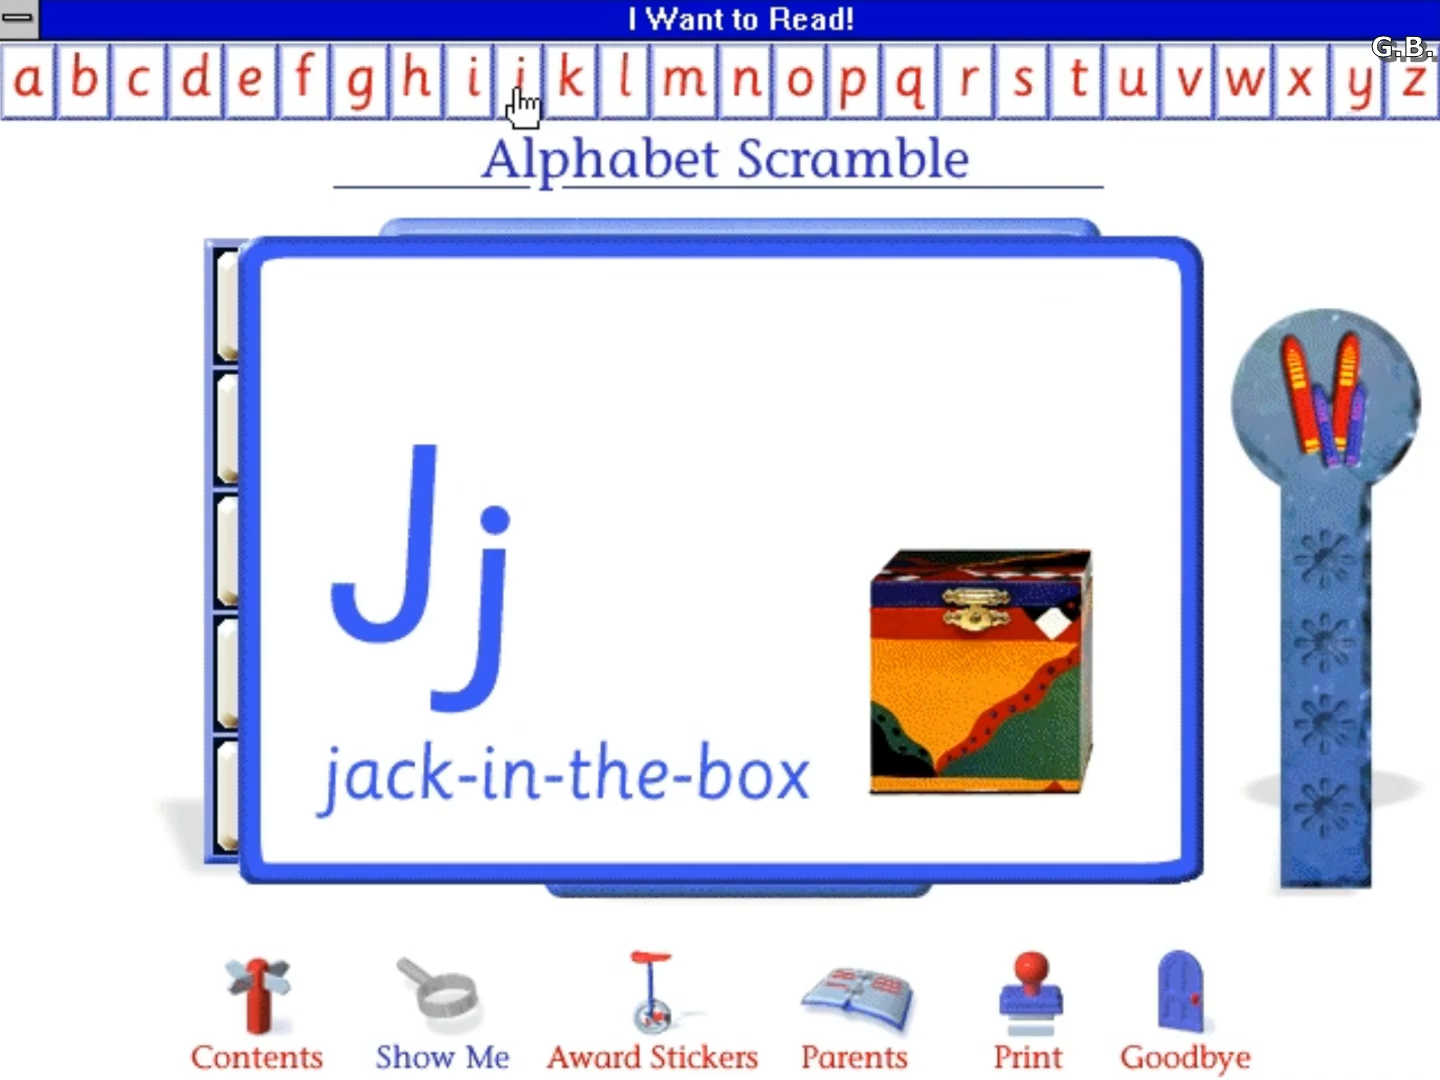 I Want to Read!
G.B.
a b c d e f g h i j k l m n o p q r s t u v w x y z
Alphabet Scramble
Jj
jack-in-the-box
Contents Show Me Award Stickers Parents Print Goodbye